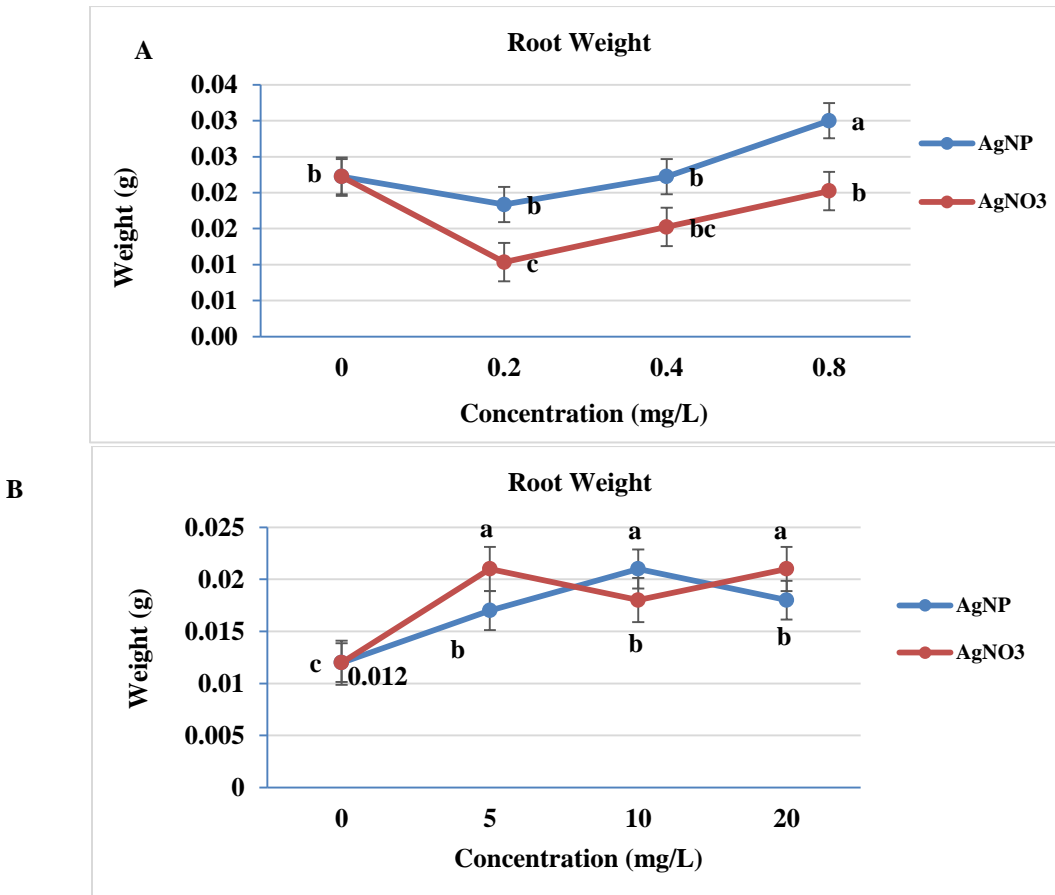 A
Root Weight
0.04
0.03
0.03
0.02
0.02
0.01
0.01
0.00
Weight (g)
b
b
b
a
c
bc
b
0 0.2 0.4 0.8
Concentration (mg/L)
AgNP
AgNO3
B
Root Weight
0.025
0.02
0.015
0.01
0.005
0
Weight (g)
c
0.012
a
a
a
b
b
b
0 5 10 20
Concentration (mg/L)
AgNP
AgNO3